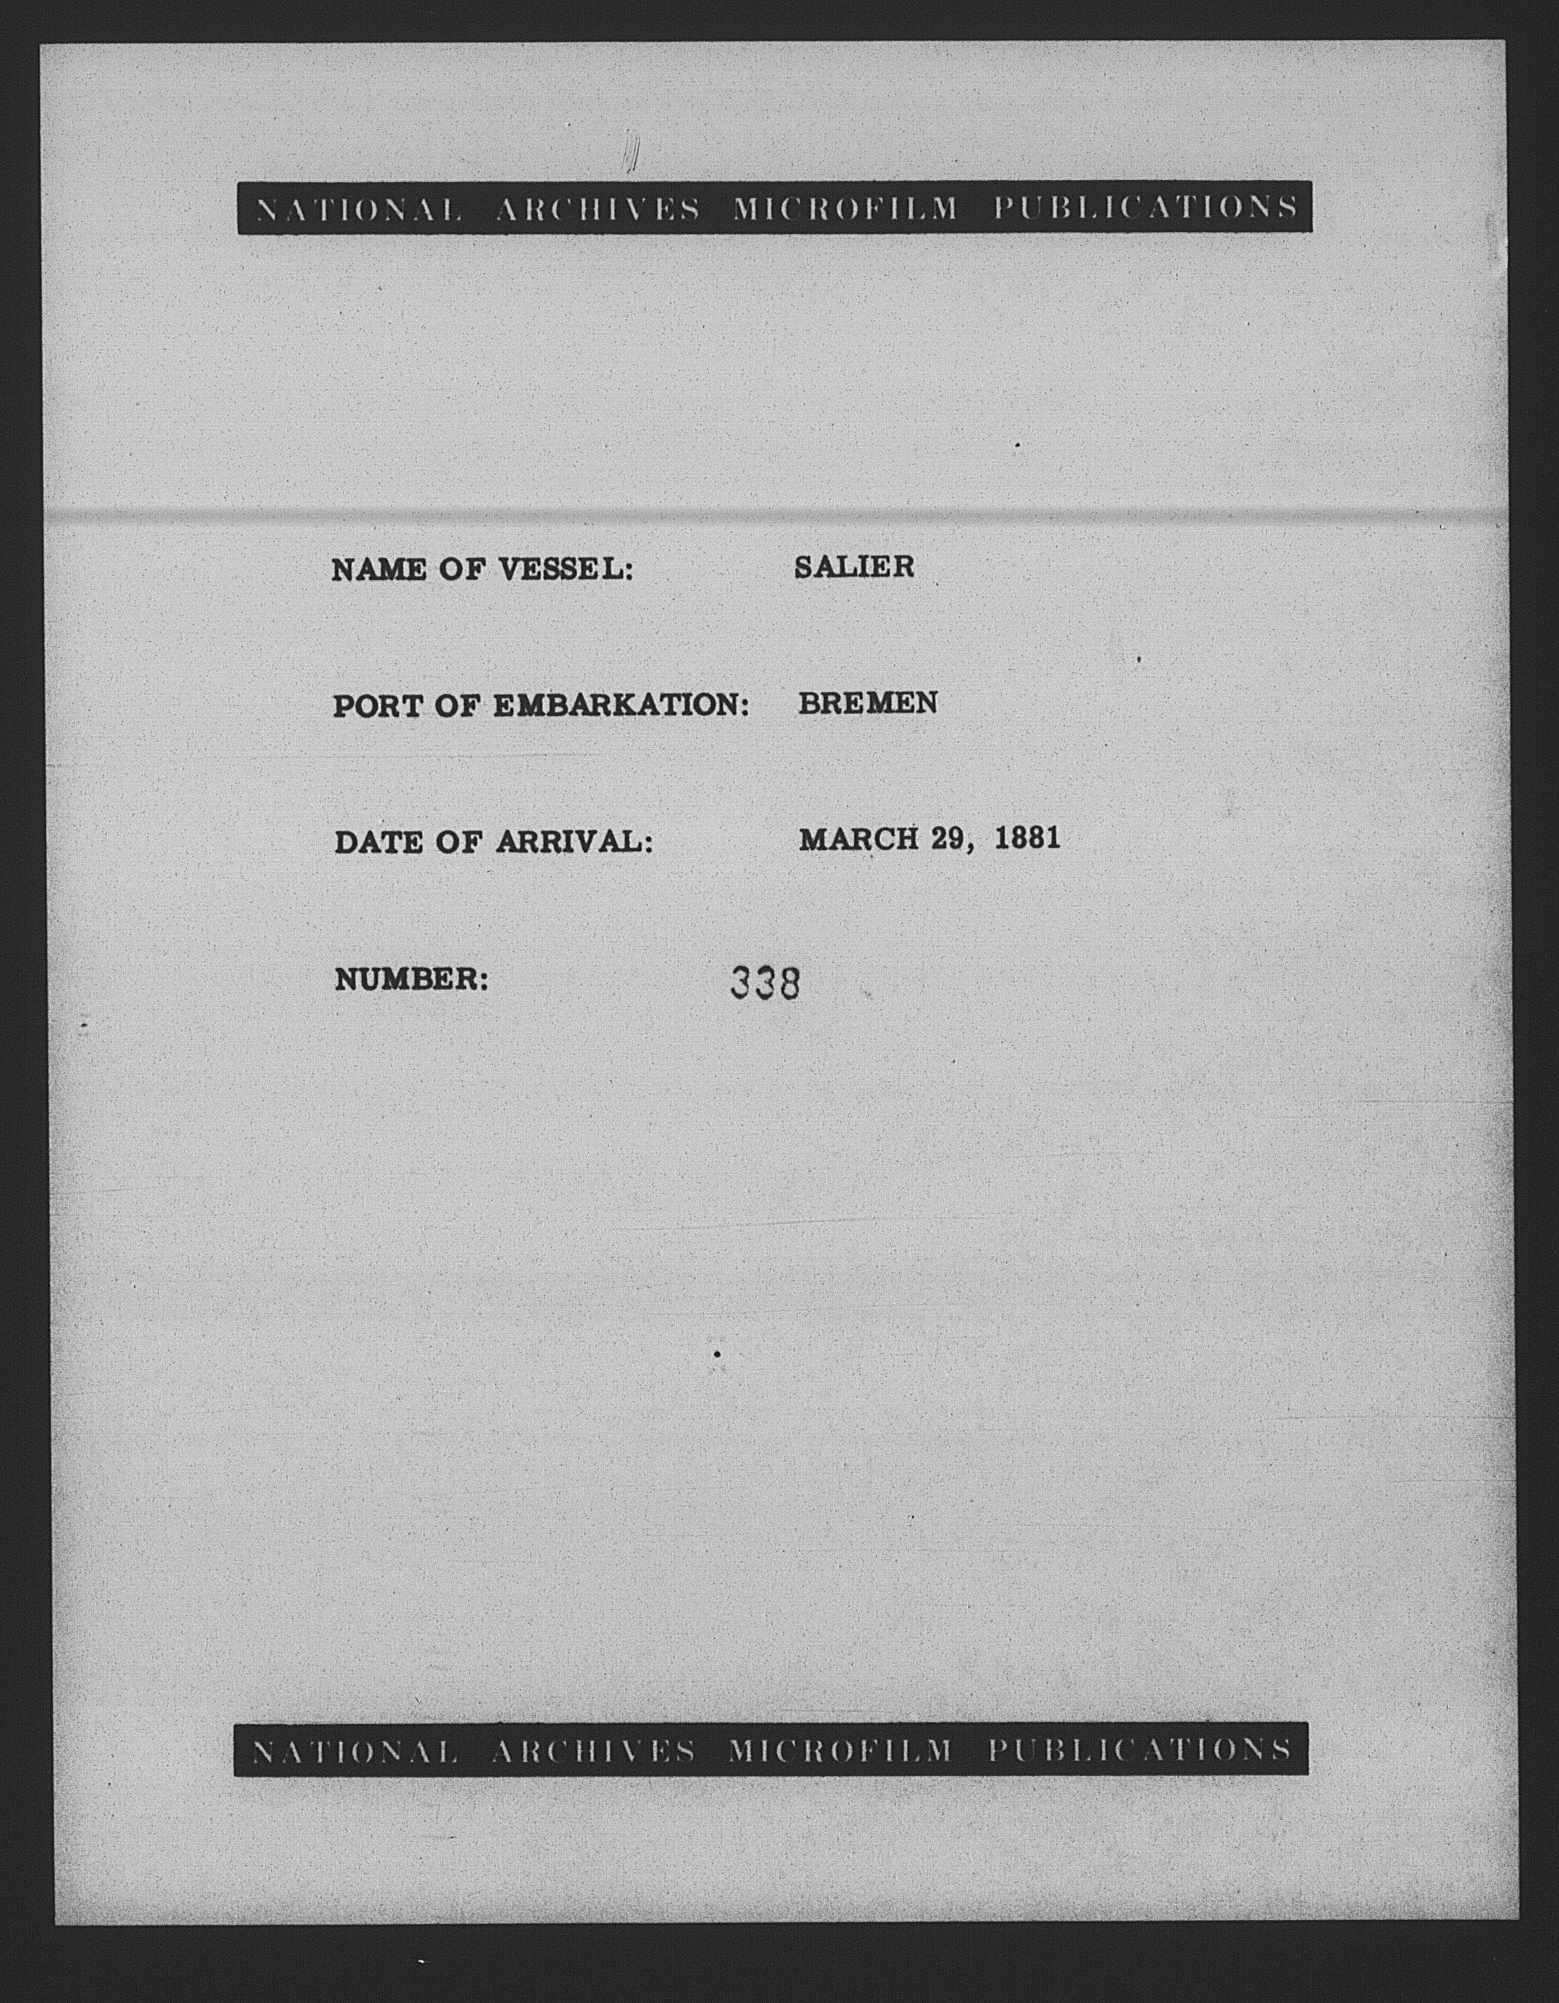 NATIONAL ARCHIVES MICROFILM PUBLICATIONS
NAME OF VESSEL: SALIER
PORT OF EMBARKATION: BREMEN
DATE OF ARRIVAL: MARCH 29, 1881
NUMBER: 338
NATIONAL ARCHIVES MICROFILM PUBLICATIONS